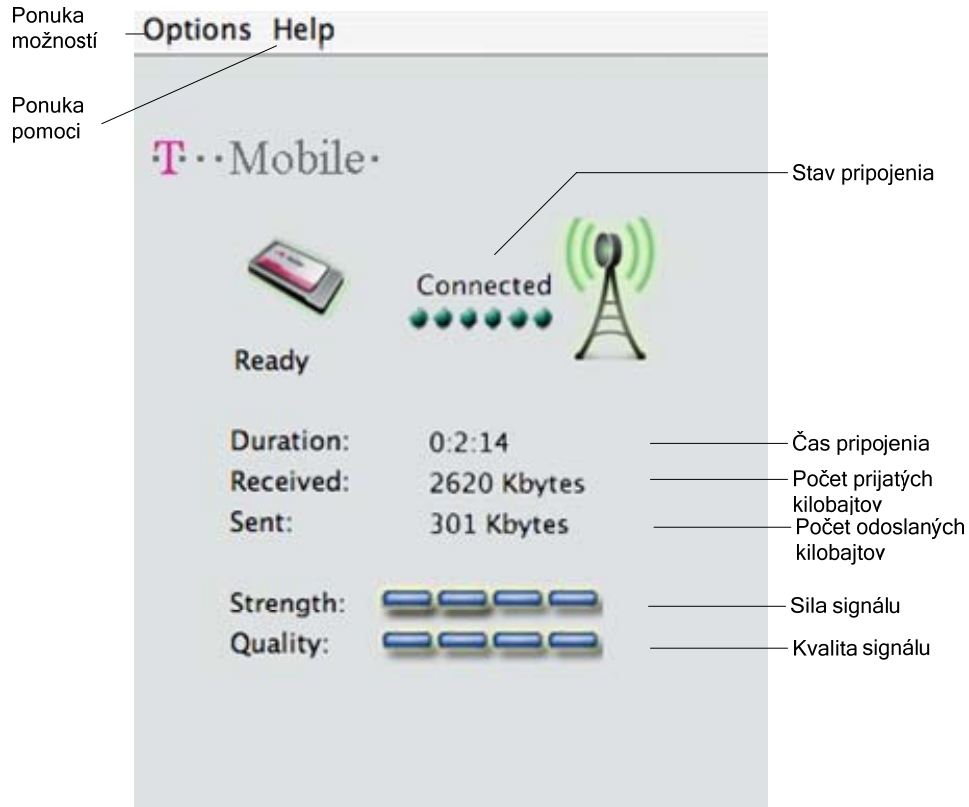 Ponuka
možností
Options Help
Ponuka
pomoci
T··Mobile·
Stav pripojenia
Connected
Ready
Duration: 0:2:14
Čas pripojenia
Received: 2620 Kbytes
Počet prijatých
kilobajtov
Sent: 301 Kbytes
Počet odoslaných
kilobajtov
Strength:
Sila signálu
Quality:
Kvalita signálu